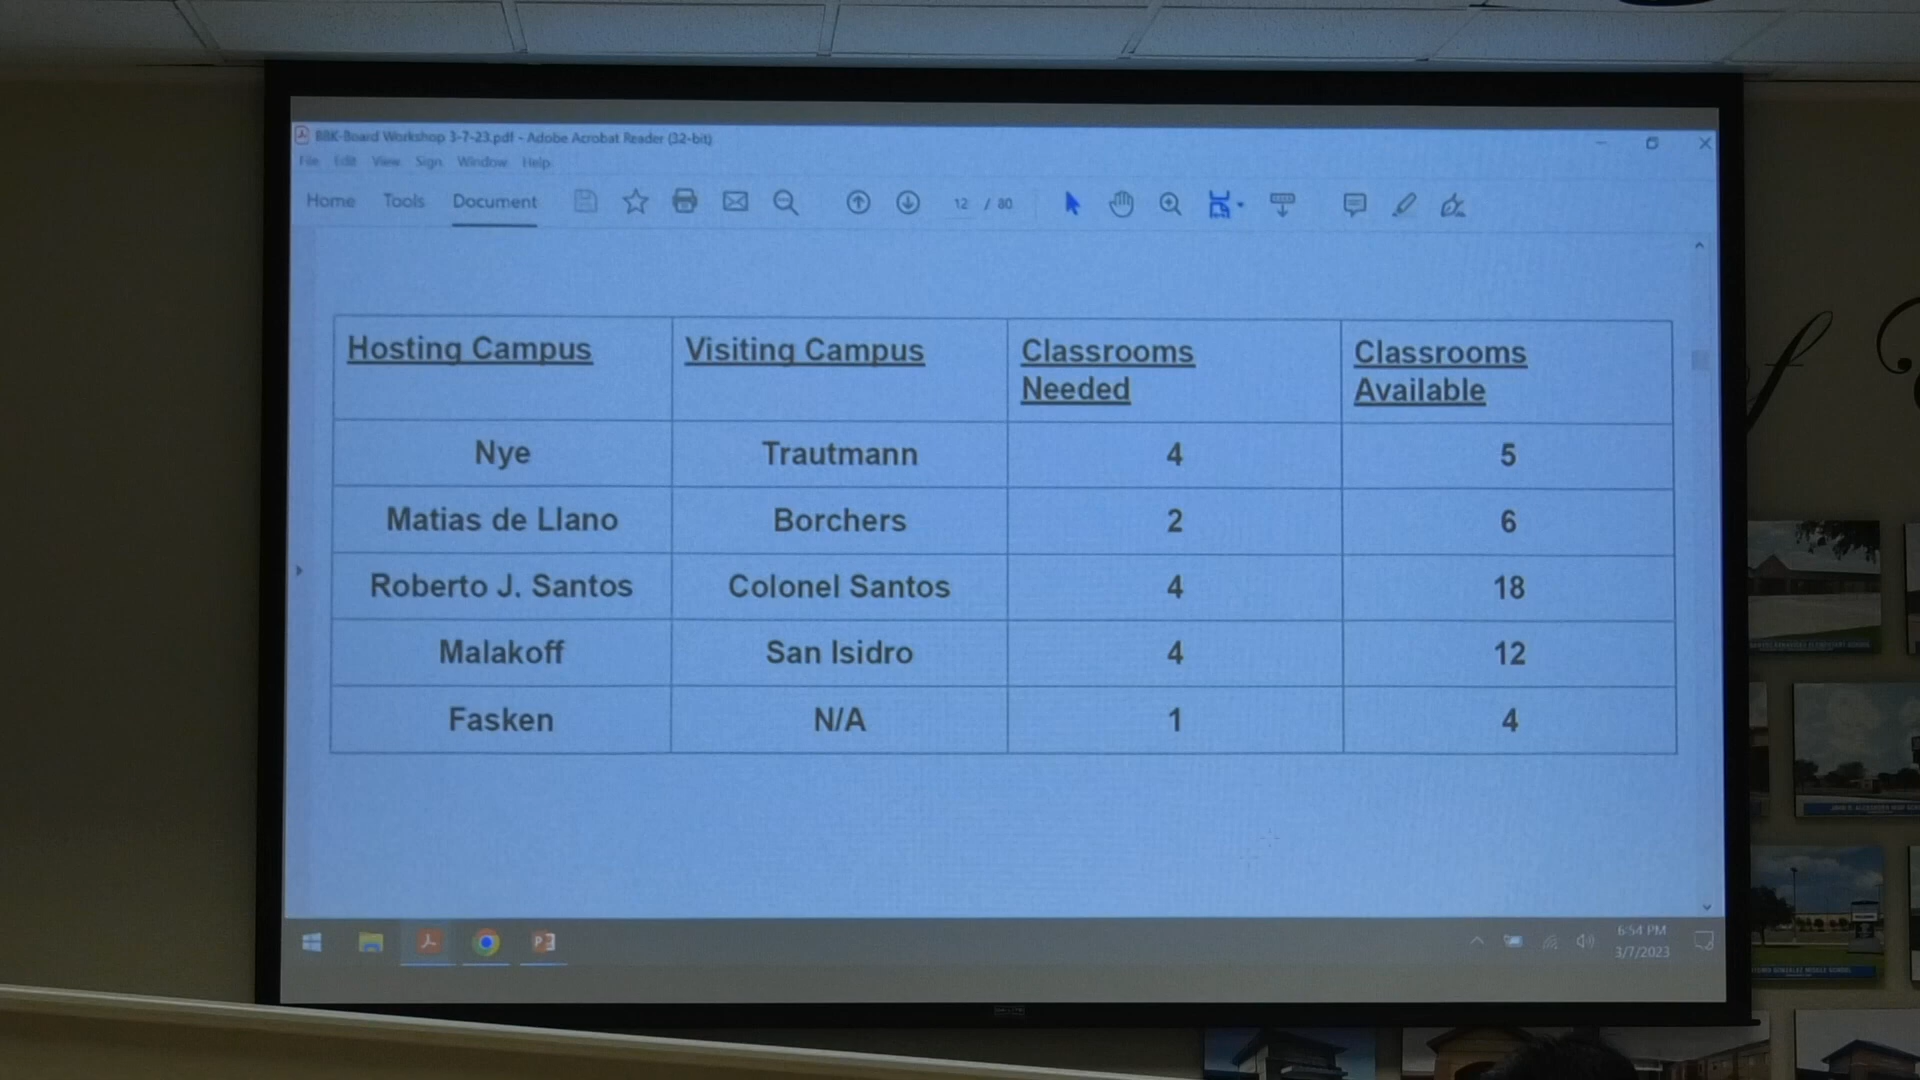 BBK-Board Workshop 3-7-23.pdf - Adobe Acrobat Reader (32-bit)
File Edit View Sign Window Help
Home Tools Document 12 / 80
Hosting Campus Visiting Campus Classrooms Needed Classrooms Available
Nye Trautmann 4 5
Matias de Llano Borchers 2 6
Roberto J. Santos Colonel Santos 4 18
Malakoff San Isidro 4 12
Fasken N/A 1 4
6:54 PM
3/7/2023